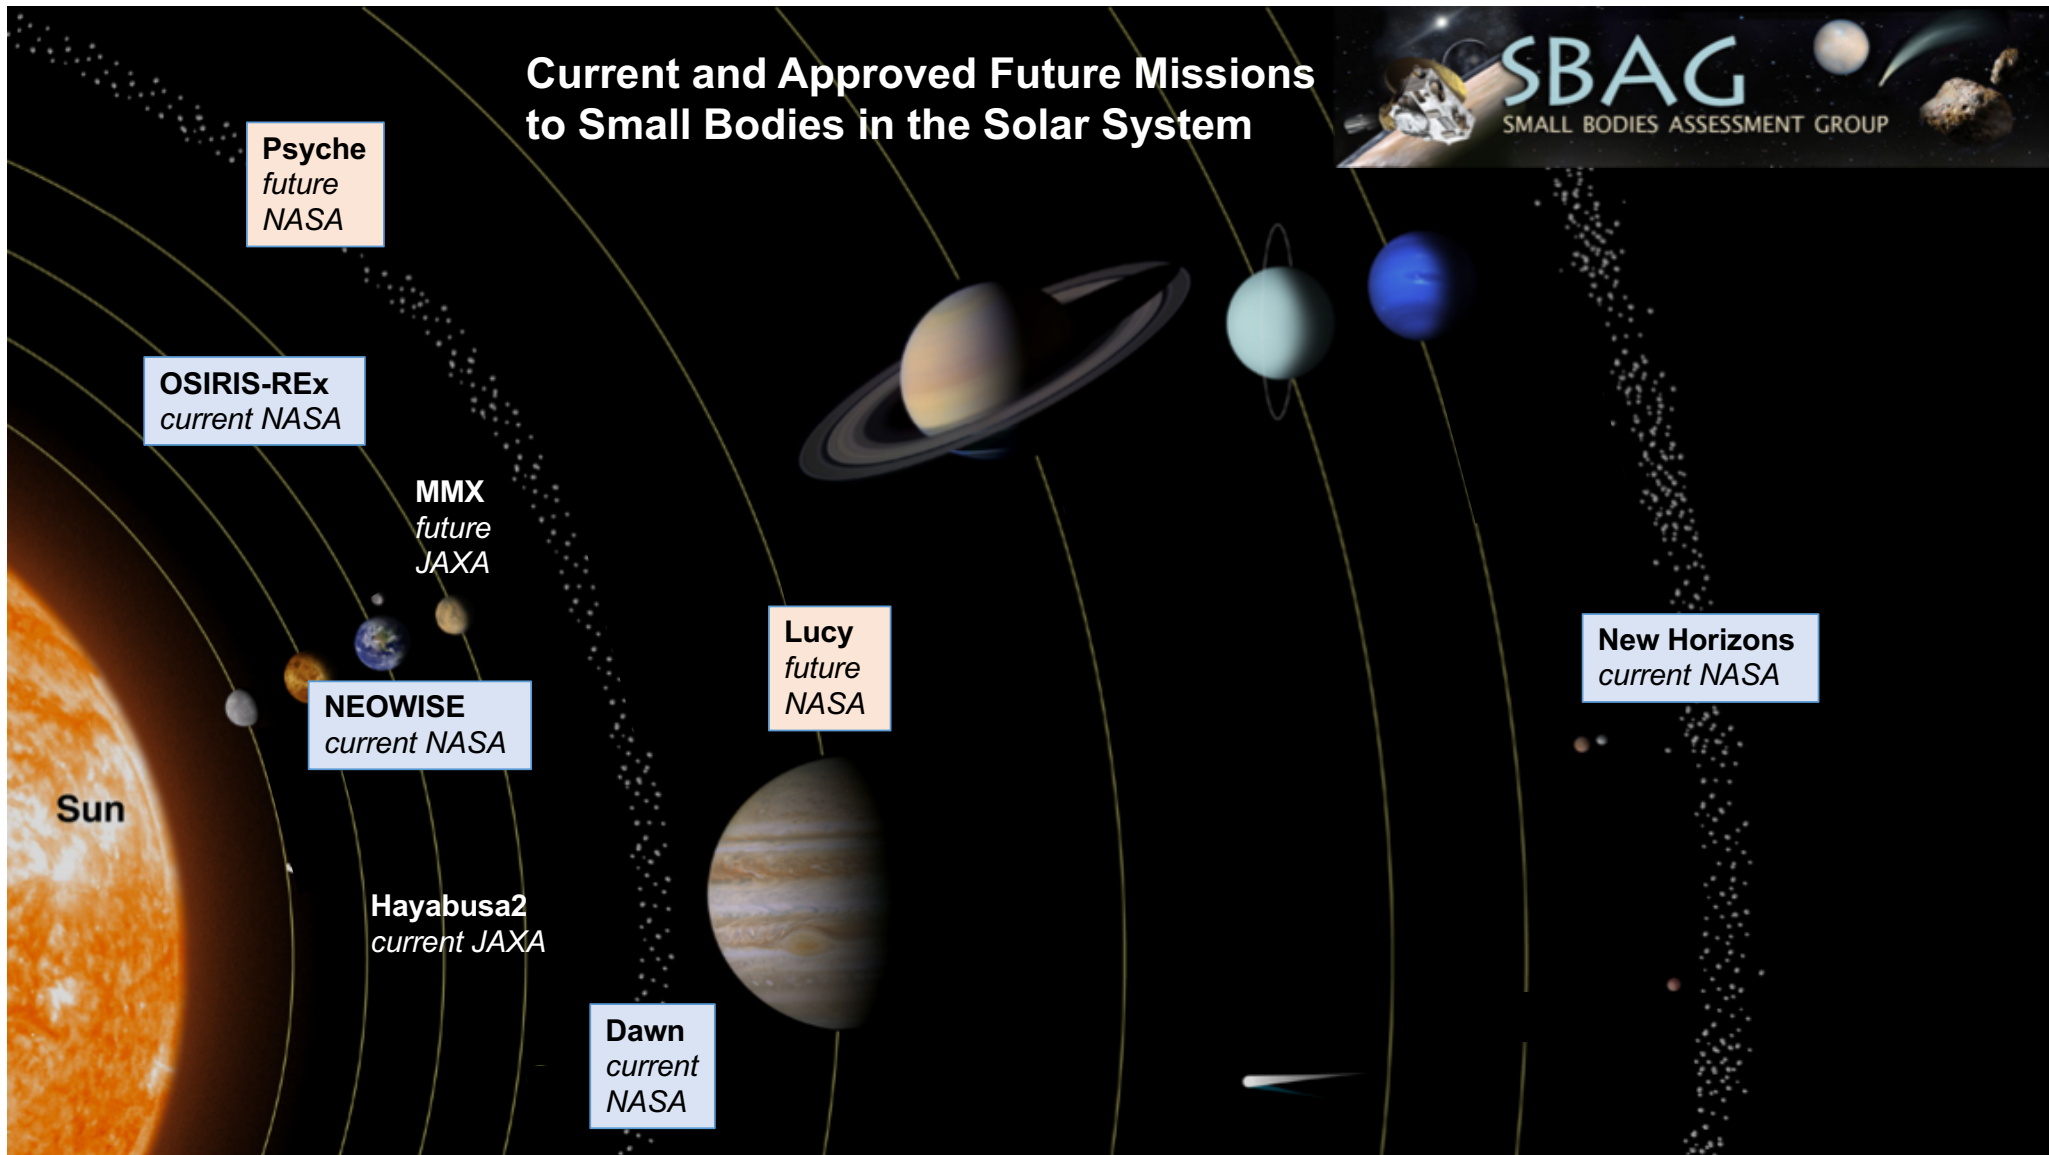 Current and Approved Future Missions
to Small Bodies in the Solar System
SBAG
SMALL BODIES ASSESSMENT GROUP
Psyche
future
NASA
OSIRIS-REx
current NASA
MMX
future
JAXA
Lucy
future
NASA
New Horizons
current NASA
NEOWISE
current NASA
Sun
Hayabusa2
current JAXA
Dawn
current
NASA